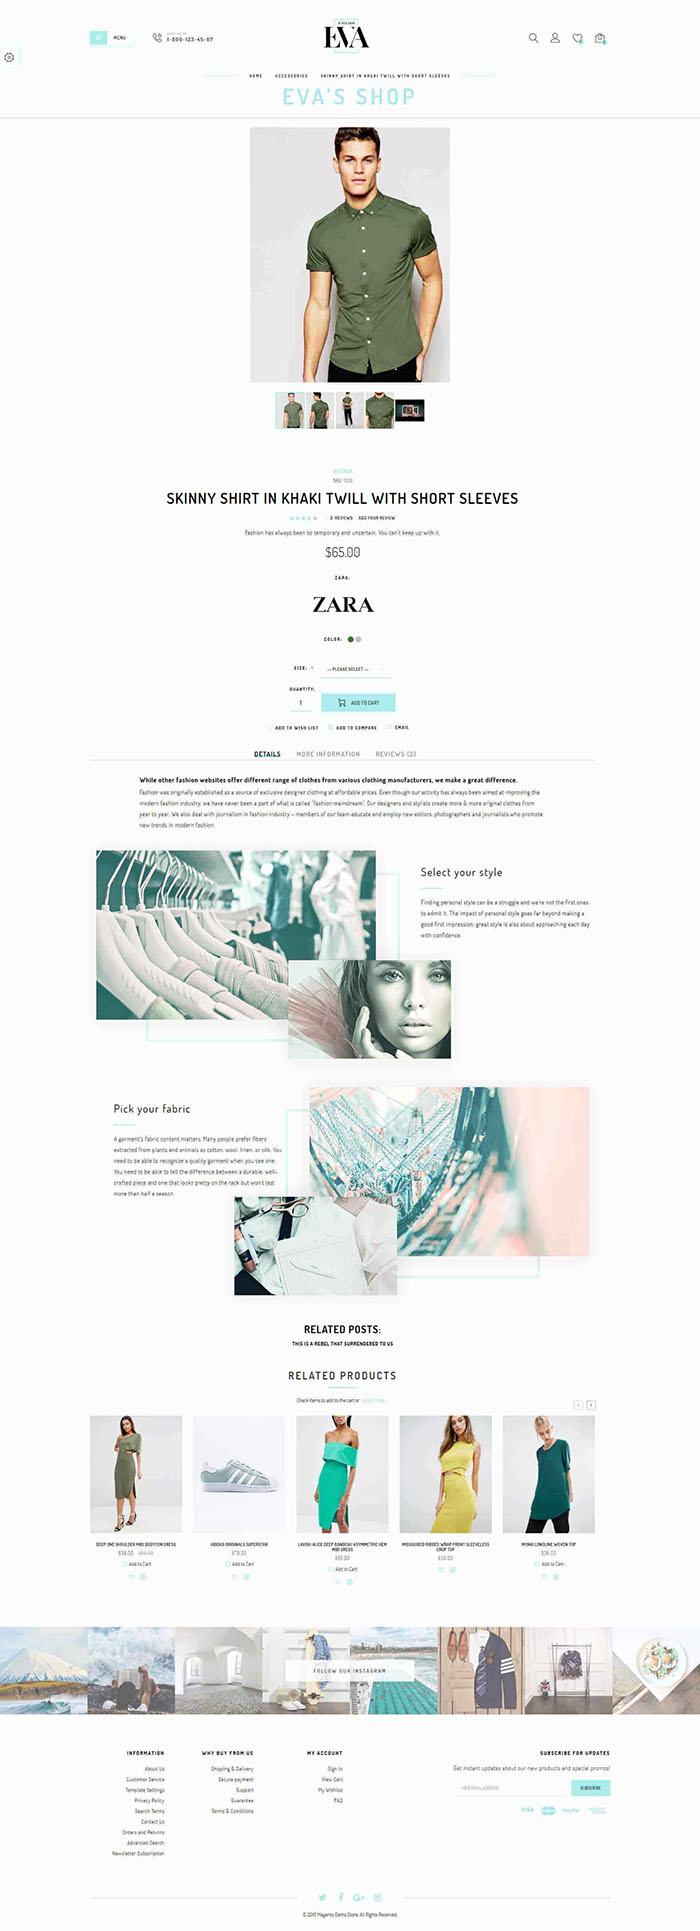 MENU
1-800-123-45-67
EVA
HOME ACCESSORIES SKINNY SHIRT IN KHAKI TWILL WITH SHORT SLEEVES
EVA'S SHOP
SKINNY SHIRT IN KHAKI TWILL WITH SHORT SLEEVES
2 REVIEWS ADD YOUR REVIEW
Fashion has always been so temporary and uncertain. You can't keep up with it.
$65.00
ZARA:
ZARA
COLOR:
SIZE: * -- PLEASE SELECT --
QUANTITY:
1 ADD TO CART
ADD TO WISH LIST ADD TO COMPARE EMAIL
DETAILS MORE INFORMATION REVIEWS (2)
While other fashion websites offer different range of clothes from various clothing manufacturers, we make a great difference.
Fashion was originally established as a source of exclusive designer clothing at affordable prices. Even though our activity has always been aimed at improving the
modern fashion industry, we have never been a part of what is called "fashion mainstream". Our designers and stylists create more & more original clothes from
year to year. We also deal with journalism in fashion industry - members of our team educate and employ new editors, photographers and journalists who promote
new trends in modern fashion.
Select your style
Finding personal style can be a struggle and we're not the first ones
to admit it. The impact of personal style goes far beyond making a
good first impression; great style is also about approaching each day
with confidence.
Pick your fabric
A garment's fabric content matters. Many people prefer fibers
extracted from plants and animals as cotton, wool, linen, or silk. You
need to be able to recognize a quality garment when you see one.
You need to be able to tell the difference between a durable, well-
crafted piece and one that looks pretty on the rack but won't last
more than half a season.
RELATED POSTS:
THIS IS A REBEL THAT SURRENDERED TO US
RELATED PRODUCTS
Check items to add to the cart or SELECT ALL
DEEP ONE SHOULDER MIDI BODYCON DRESS
$38.00
Add to Cart
ADIDAS ORIGINALS SUPERSTAR
$78.00
Add to Cart
LAVISH ALICE DEEP BANDEAU ASYMMETRIC HEM
MIDI DRESS
$55.00
Add to Cart
MISSGUIDED RIBBED WRAP FRONT SLEEVELESS
CROP TOP
$16.00
MONKI LONGLINE WOVEN TOP
$36.00
Add to Cart
FOLLOW OUR INSTAGRAM
INFORMATION
About Us
Customer Service
Template Settings
Privacy Policy
Search Terms
Contact Us
Orders and Returns
Advanced Search
Newsletter Subscription
WHY BUY FROM US
Shipping & Delivery
Secure payment
Support
Guarantee
Terms & Conditions
MY ACCOUNT
Sign In
View Cart
My Wishlist
FAQ
SUBSCRIBE FOR UPDATES
Get instant updates about our new products and special promos!
YOUR EMAIL ADDRESS SUBSCRIBE
VISA PayPal
Magento Demo Store. All Rights Reserved.